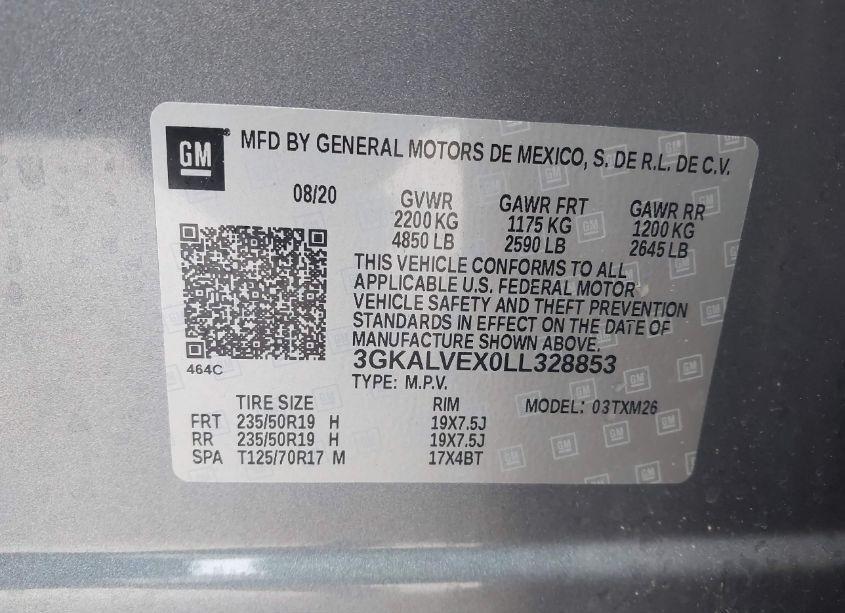 GM® MFD BY GENERAL MOTORS DE MEXICO, S. DE R.L. DE C.V.
08/20 GVWR GAWR FRT GAWR RR
2200 KG 1175 KG 1200 KG
4850 LB 2590 LB 2645 LB
THIS VEHICLE CONFORMS TO ALL
APPLICABLE U.S. FEDERAL MOTOR
VEHICLE SAFETY AND THEFT PREVENTION
STANDARDS IN EFFECT ON THE DATE OF
MANUFACTURE SHOWN ABOVE.
464C 3GKALVEX0LL328853
TYPE: M.P.V.
TIRE SIZE RIM MODEL: 03TXM26
FRT 235/50R19 H 19X7.5J
RR 235/50R19 H 19X7.5J
SPA T125/70R17 M 17X4BT